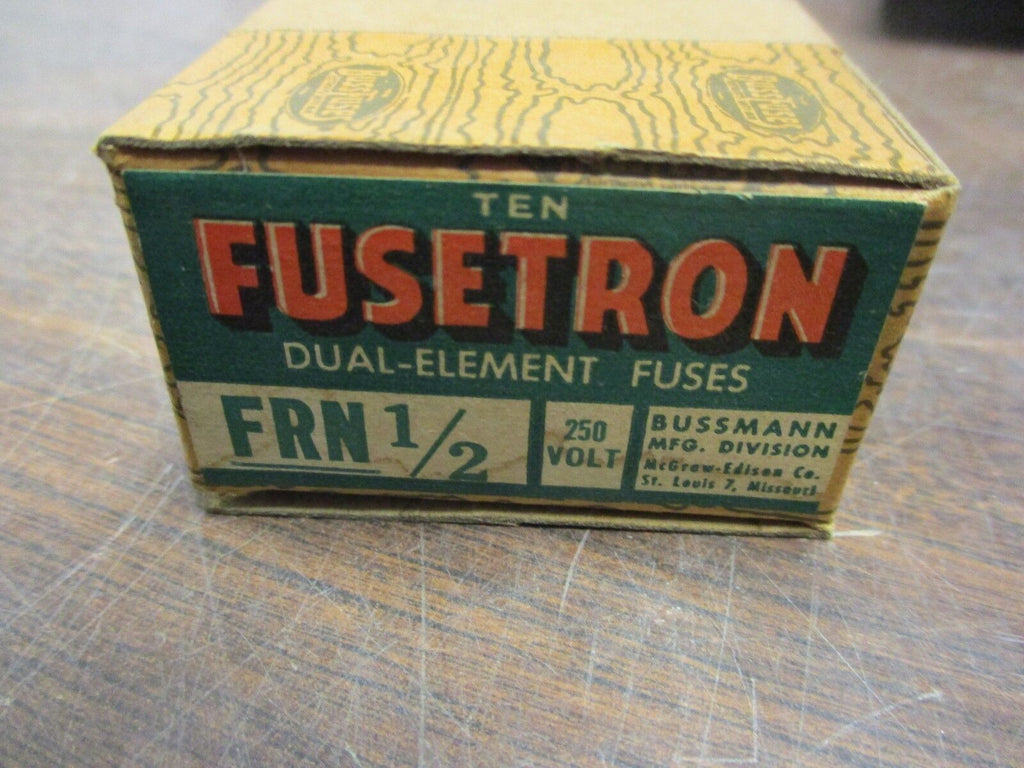 TEN
FUSETRON
DUAL-ELEMENT FUSES
FRN 1/2
250
VOLT
BUSSMANN
MFG. DIVISION
McGraw-Edison Co.
St. Louis 7, Missouri